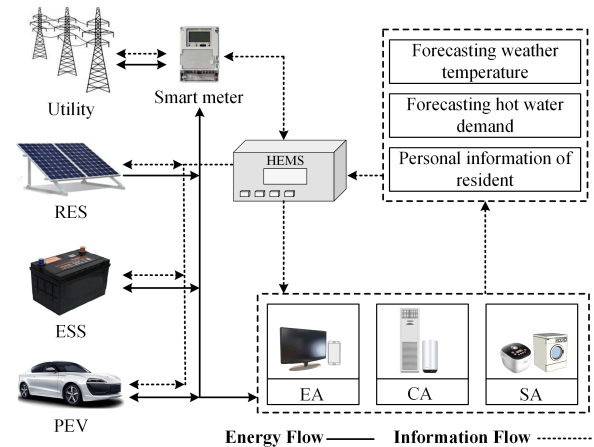 Utility
Smart meter
Forecasting weather
temperature
Forecasting hot water
demand
Personal information of
resident
HEMS
RES
ESS
PEV
EA
CA
SA
Energy Flow
Information Flow